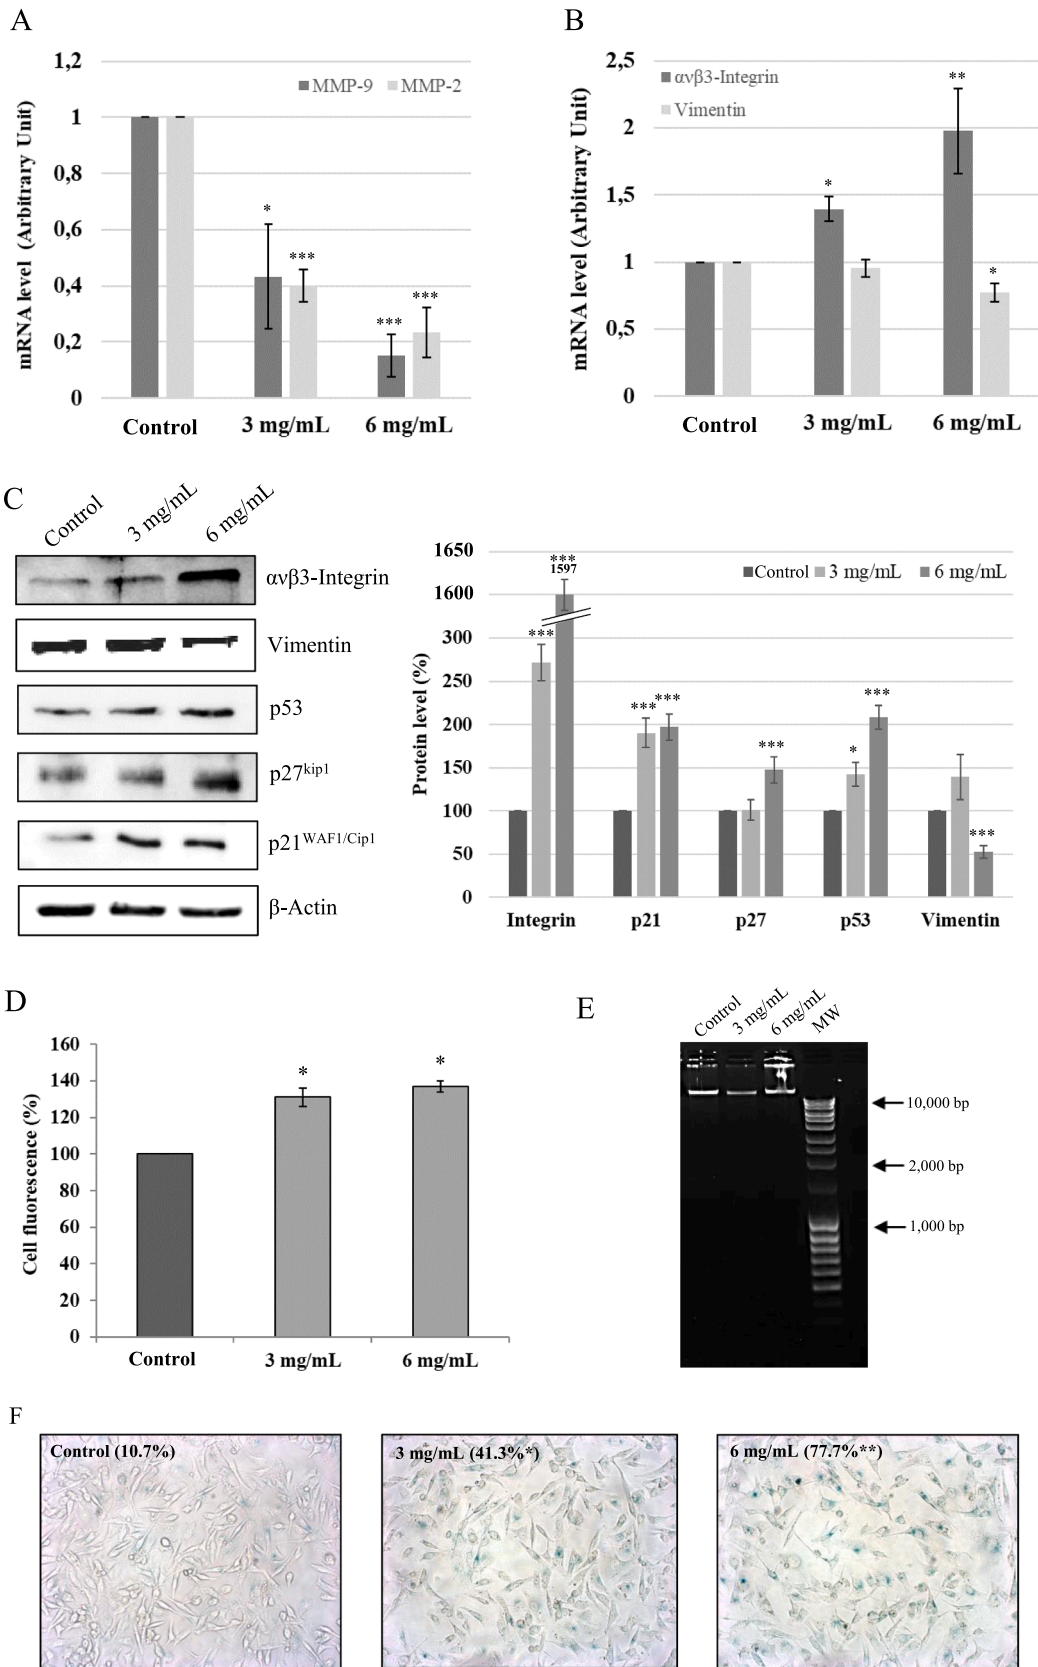 A
1,2
1
0,8
0,6
0,4
0,2
0
mRNA level (Arbitrary Unit)
MMP-9 MMP-2
*
***
***
***
Control 3 mg/mL 6 mg/mL
B
2,5
2
1,5
1
0,5
0
mRNA level (Arbitrary Unit)
ανβ3-Integrin
Vimentin
*
**
*
Control 3 mg/mL 6 mg/mL
C
Control 3 mg/mL 6 mg/mL
ανβ3-Integrin
Vimentin
p53
p27kip1
p21WAF1/Cip1
β-Actin
1650
1600
300
250
200
150
100
50
0
Protein level (%)
Control 3 mg/mL 6 mg/mL
***
1597
***
*** ***
***
* ***
***
Integrin p21 p27 p53 Vimentin
D
160
140
120
100
80
60
40
20
0
Cell fluorescence (%)
* *
Control 3 mg/mL 6 mg/mL
E
Control 3 mg/mL 6 mg/mL MW
10,000 bp
2,000 bp
1,000 bp
F
Control (10.7%)
3 mg/mL (41.3%*)
6 mg/mL (77.7%**)